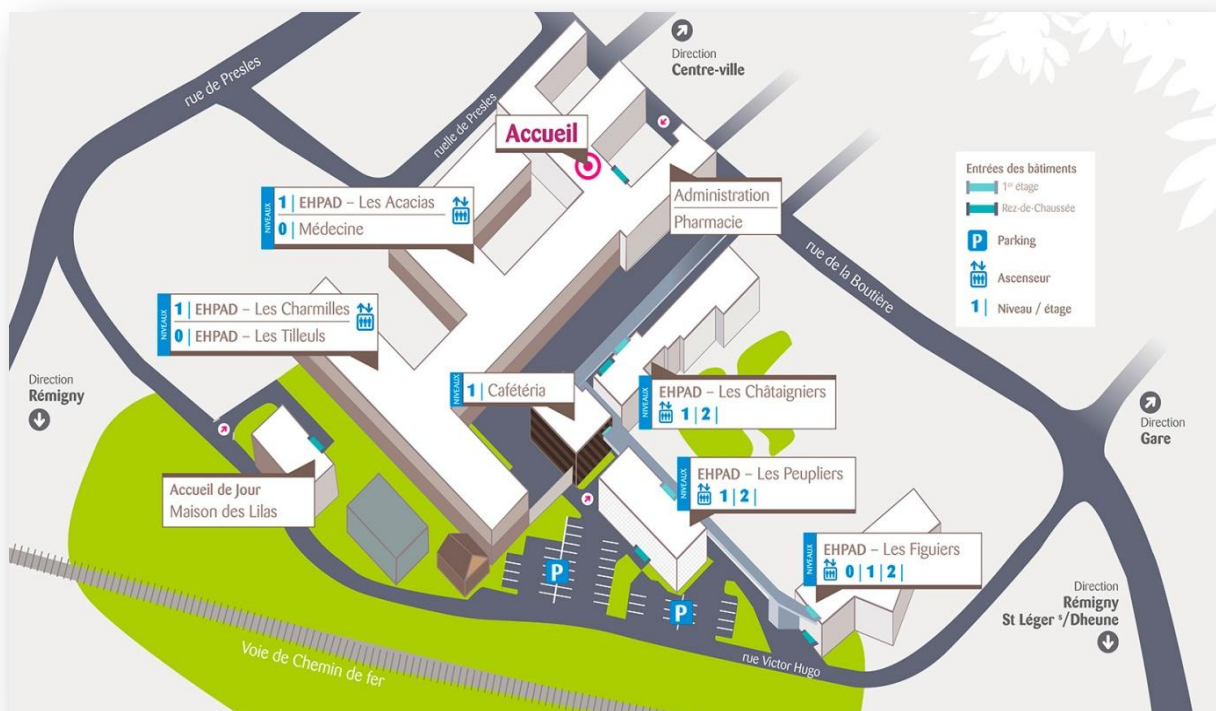 Direction
Centre-ville
rue de Presles
ruelle de Presles
Accueil
Entrées des bâtiments
1er étage
Rez-de-Chaussée
P Parking
Ascenseur
1 | Niveau / étage
NIVEAUX
1 | EHPAD – Les Acacias
0 | Médecine
Administration
Pharmacie
rue de la Boutière
NIVEAUX
1 | EHPAD – Les Charmilles
0 | EHPAD – Les Tilleuls
Direction
Rémigny
NIVEAUX
1 | Cafétéria
NIVEAUX
EHPAD – Les Châtaigniers
1 | 2 |
Direction
Gare
Accueil de Jour
Maison des Lilas
NIVEAUX
EHPAD – Les Peupliers
1 | 2 |
NIVEAUX
EHPAD – Les Figuiers
0 | 1 | 2 |
P
P
Direction
Rémigny
St Léger s/Dheune
rue Victor Hugo
Voie de Chemin de fer